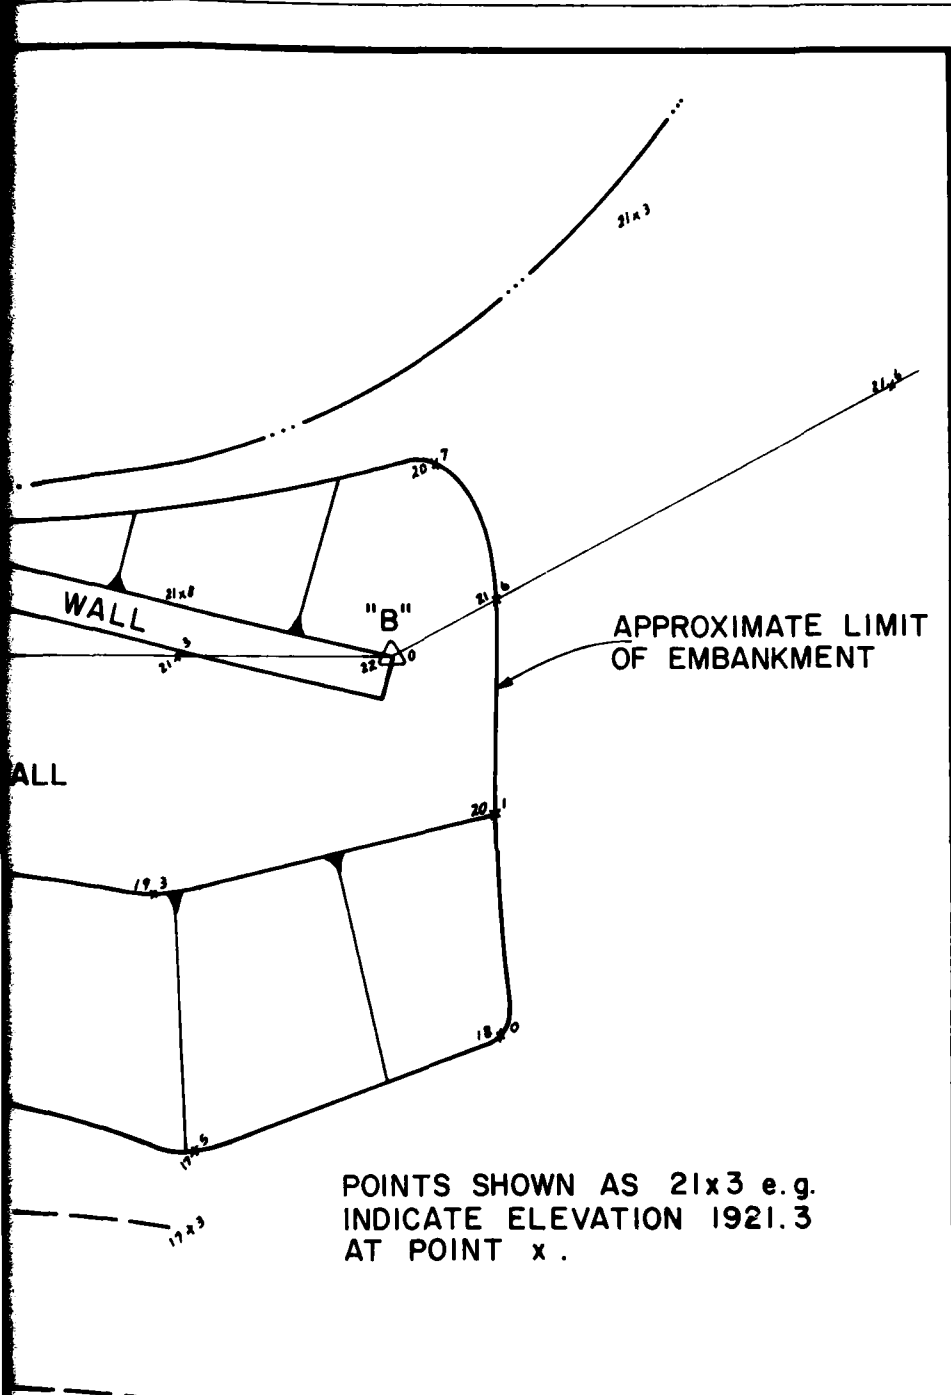 21x3
21x6
20x7
21x8
WALL
"B"
21x6
APPROXIMATE LIMIT
OF EMBANKMENT
21x3
22 0
ALL
20x1
19x3
18x0
17x5
POINTS SHOWN AS 21x3 e.g.
INDICATE ELEVATION 1921.3
AT POINT x .
17x3